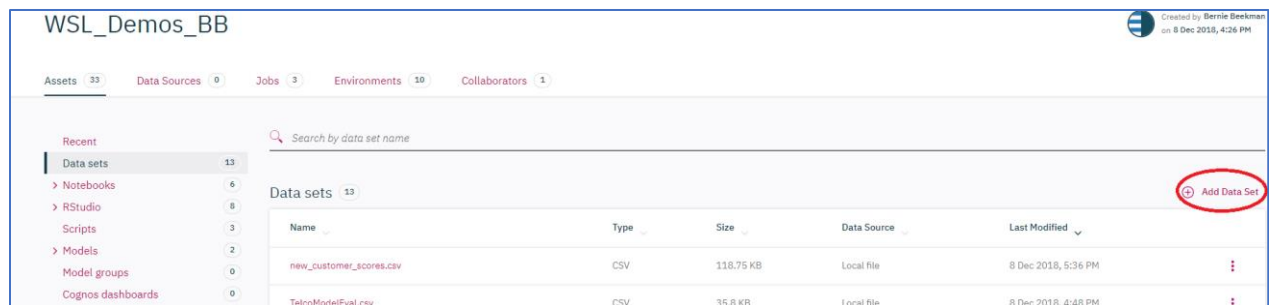 WSL_Demos_BB
Created by Bernie Beekman
on 8 Dec 2018, 4:26 PM
Assets 33 Data Sources 0 Jobs 3 Environments 10 Collaborators 1
Search by data set name
Recent
Data sets 13
Notebooks 6
RStudio 8
Scripts 3
Models 2
Model groups 0
Cognos dashboards 0
Data sets 13
Add Data Set
Name Type Size Data Source Last Modified
new_customer_scores.csv CSV 118.75 KB Local file 8 Dec 2018, 5:36 PM
TelcoModelEval.csv CSV 35.8 KB Local file 8 Dec 2018, 4:48 PM